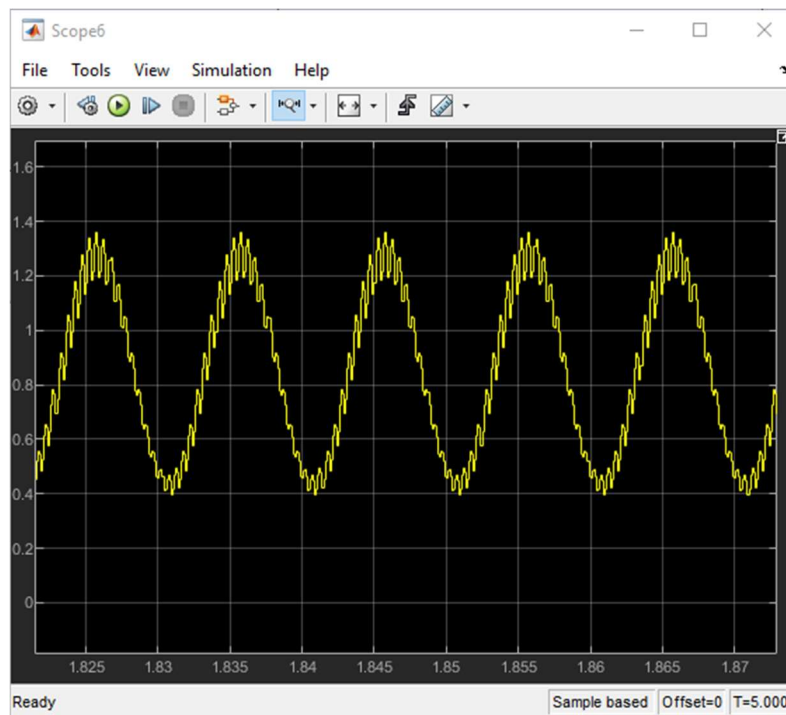 Scope6
File Tools View Simulation Help
1.6
1.4
1.2
1
0.8
0.6
0.4
0.2
0
1.825 1.83 1.835 1.84 1.845 1.85 1.855 1.86 1.865 1.87
Ready Sample based Offset=0 T=5.000